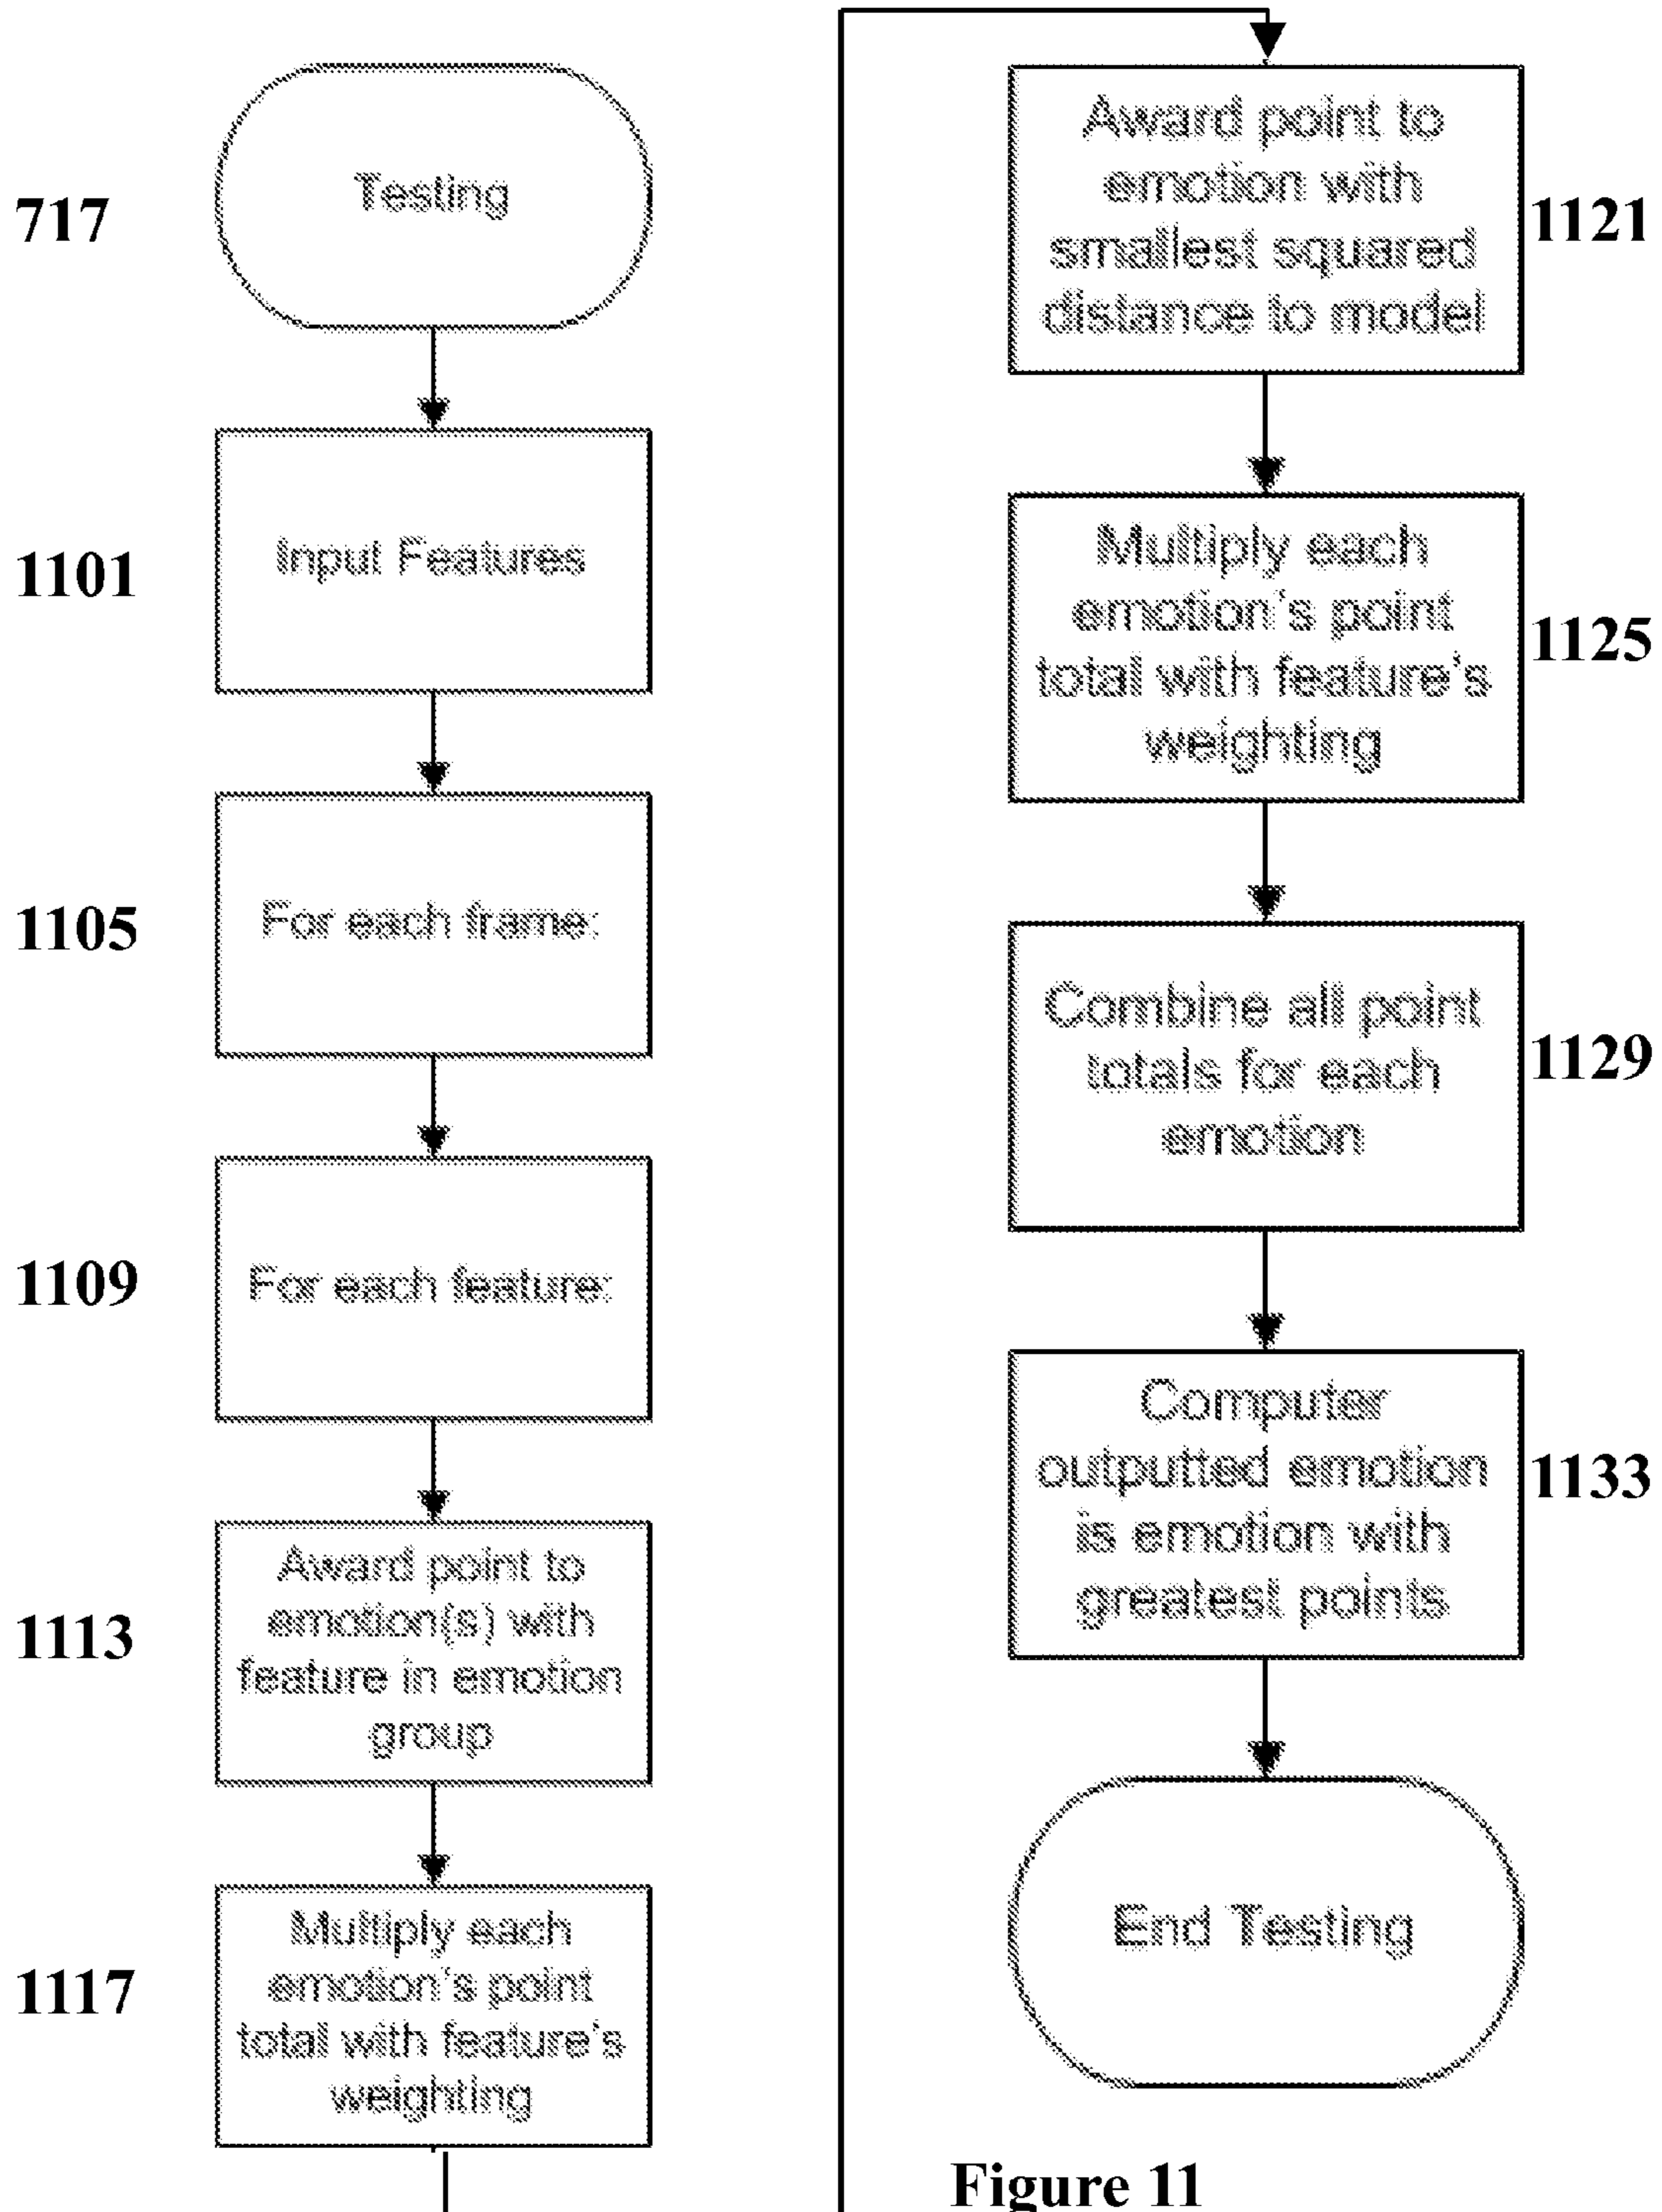 717
Testing
1101
Input Features
1105
For each frame:
1109
For each feature:
1113
Award point to
emotion(s) with
feature in emotion
group
1117
Multiply each
emotion's point
total with feature's
weighting
Award point to
emotion with
smallest squared
distance to model
1121
Multiply each
emotion's point
total with feature's
weighting
1125
Combine all point
totals for each
emotion
1129
Computer
outputted emotion
is emotion with
greatest points
1133
End Testing
Figure 11